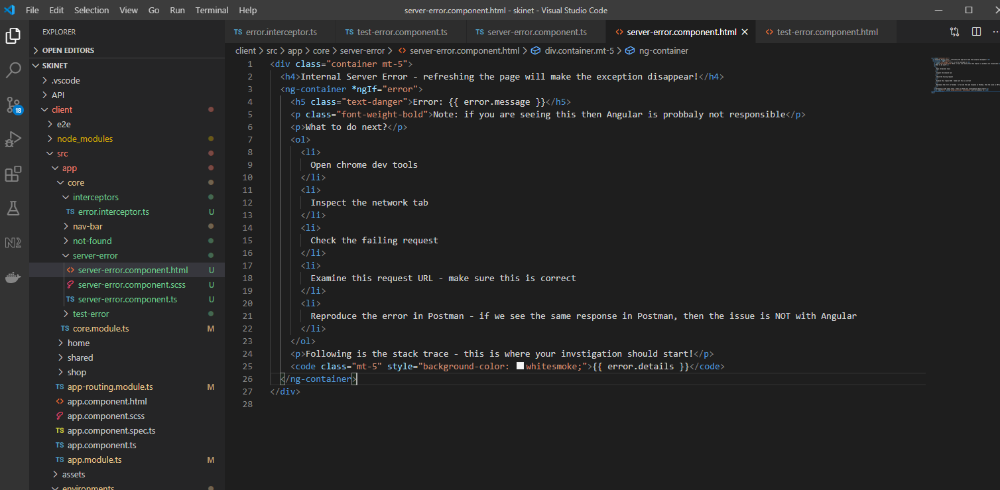 File Edit Selection View Go Run Terminal Help
server-error.component.html - skinet - Visual Studio Code
EXPLORER
OPEN EDITORS
SKINET
.vscode
API
client
e2e
node_modules
src
app
core
interceptors
TS error.interceptor.ts U
nav-bar
not-found
server-error
<> server-error.component.html U
server-error.component.scss U
TS server-error.component.ts U
test-error
TS core.module.ts M
home
shared
shop
TS app-routing.module.ts M
<> app.component.html
app.component.scss
TS app.component.spec.ts
TS app.component.ts
TS app.module.ts M
assets
environments
18
TS error.interceptor.ts
TS test-error.component.ts
TS server-error.component.ts
<> server-error.component.html
<> test-error.component.html
client > src > app > core > server-error > <> server-error.component.html > div.container.mt-5 > ng-container
1 <div class="container mt-5">
2 <h4>Internal Server Error - refreshing the page will make the exception disappear!</h4>
3 <ng-container *ngIf="error">
4 <h5 class="text-danger">Error: {{ error.message }}</h5>
5 <p class="font-weight-bold">Note: if you are seeing this then Angular is probbaly not responsible</p>
6 <p>What to do next?</p>
7 <ol>
8 <li>
9 Open chrome dev tools
10 </li>
11 <li>
12 Inspect the network tab
13 </li>
14 <li>
15 Check the failing request
16 </li>
17 <li>
18 Examine this request URL - make sure this is correct
19 </li>
20 <li>
21 Reproduce the error in Postman - if we see the same response in Postman, then the issue is NOT with Angular
22 </li>
23 </ol>
24 <p>Following is the stack trace - this is where your invstigation should start!</p>
25 <code class="mt-5" style="background-color: whitesmoke;">{{ error.details }}</code>
26 </ng-container>
27 </div>
28